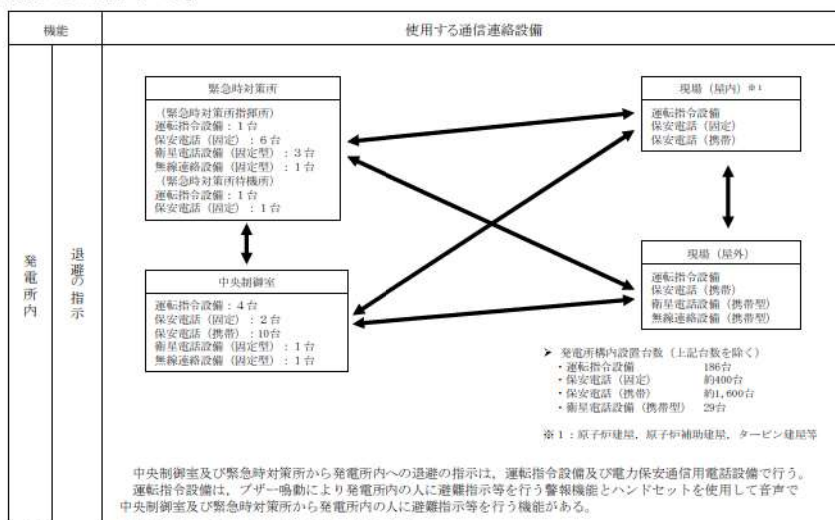 機能
使用する通信連絡設備
発電所内
退避の指示
緊急時対策所
(緊急時対策所指揮所)
運転指令設備:1台
保安電話(固定):6台
衛星電話設備(固定型):3台
無線連絡設備(固定型):1台
(緊急時対策所待機所)
運転指令設備:1台
保安電話(固定):1台
現場(屋内)※1
運転指令設備
保安電話(固定)
保安電話(携帯)
中央制御室
運転指令設備:4台
保安電話(固定):2台
保安電話(携帯):10台
衛星電話設備(固定型):1台
無線連絡設備(固定型):1台
現場(屋外)
運転指令設備
保安電話(携帯)
衛星電話設備(携帯型)
無線連絡設備(携帯型)
➢ 発電所構内設置台数(上記台数を除く)
・運転指令設備 186台
・保安電話(固定) 約400台
・保安電話(携帯) 約1,600台
・衛星電話設備(携帯型) 29台
※1:原子炉建屋,原子炉補助建屋,タービン建屋等
中央制御室及び緊急時対策所から発電所内への退避の指示は,運転指令設備及び電力保安通信用電話設備で行う。
運転指令設備は,ブザー鳴動により発電所内の人に避難指示等を行う警報機能とハンドセットを使用して音声で
中央制御室及び緊急時対策所から発電所内の人に避難指示等を行う機能がある。